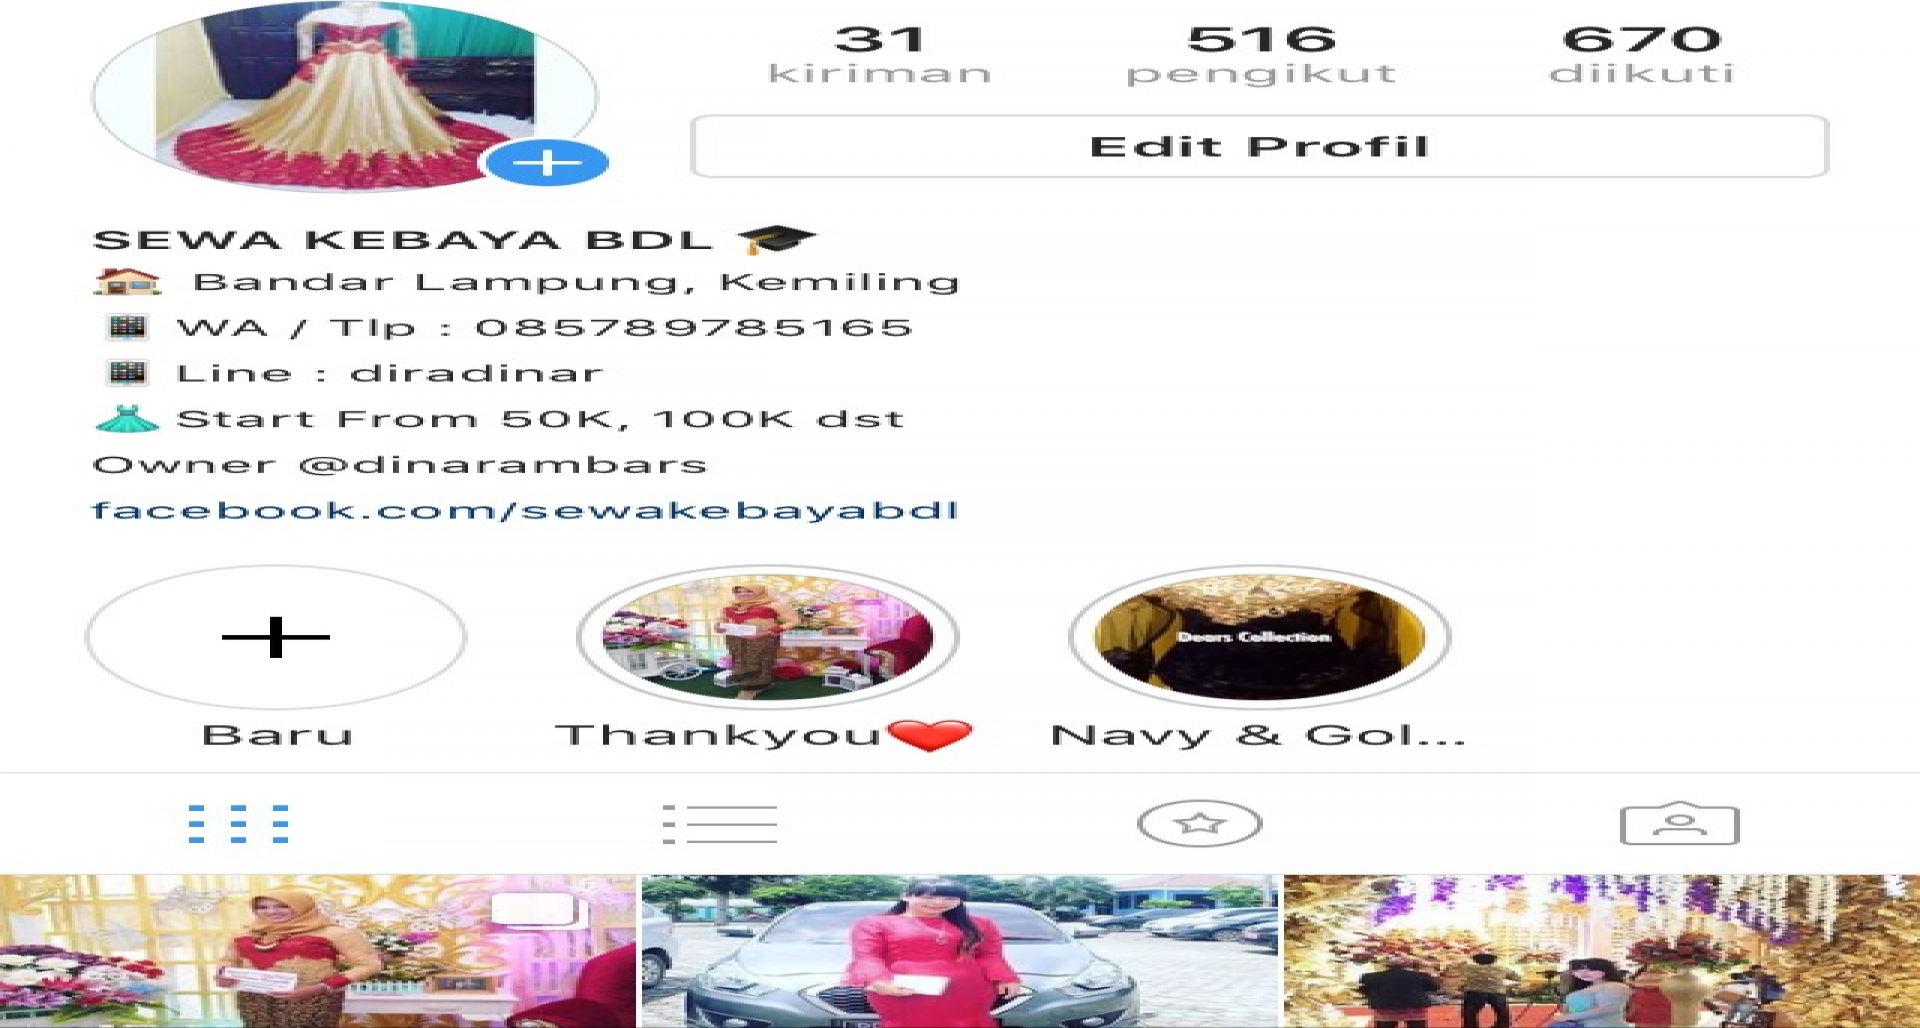 31 516 670
kiriman pengikut diikuti
Edit Profil
SEWA KEBAYA BDL 🎓
🏠 Bandar Lampung, Kemiling
📱 WA / Tlp : 085789785165
📱 Line : diradinar
👗 Start From 50K, 100K dst
Owner @dinarambars
facebook.com/sewakebayabdl
Dears Collection
Baru Thankyou❤️ Navy & Gol...